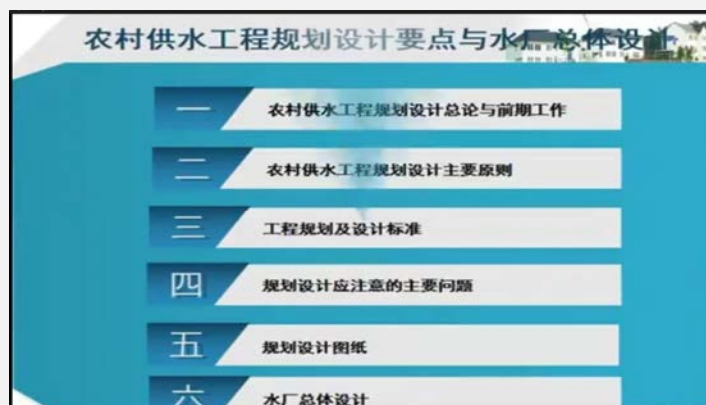 农村供水工程规划设计要点与水厂总体设计
一 农村供水工程规划设计总论与前期工作
二 农村供水工程规划设计主要原则
三 工程规划及设计标准
四 规划设计应注意的主要问题
五 规划设计图纸
六 水厂总体设计